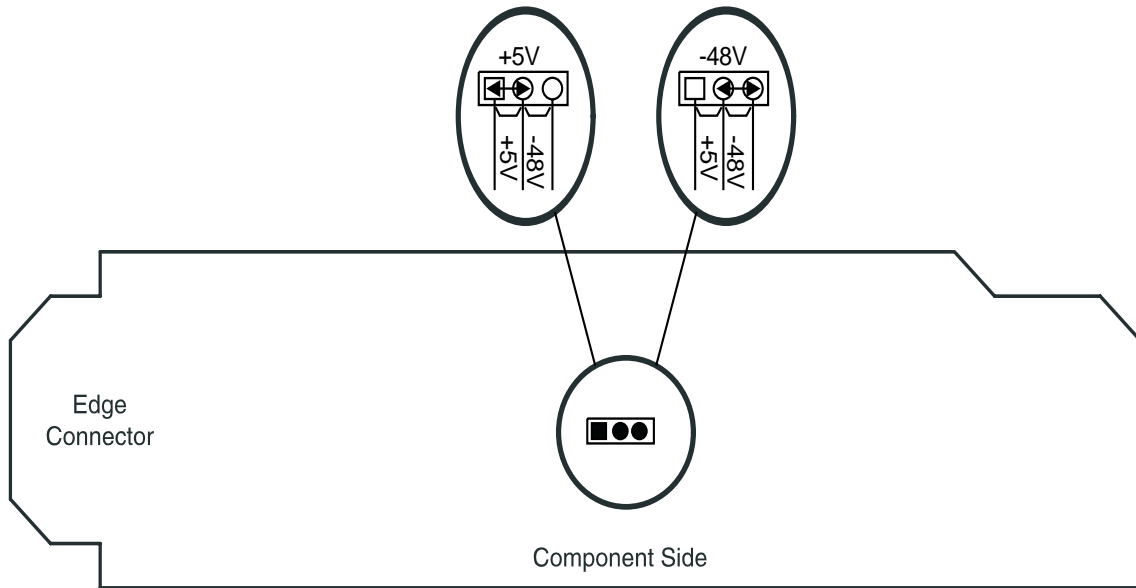 +5V
-48V
+5V
-48V
+5V
-48V
Edge
Connector
Component Side